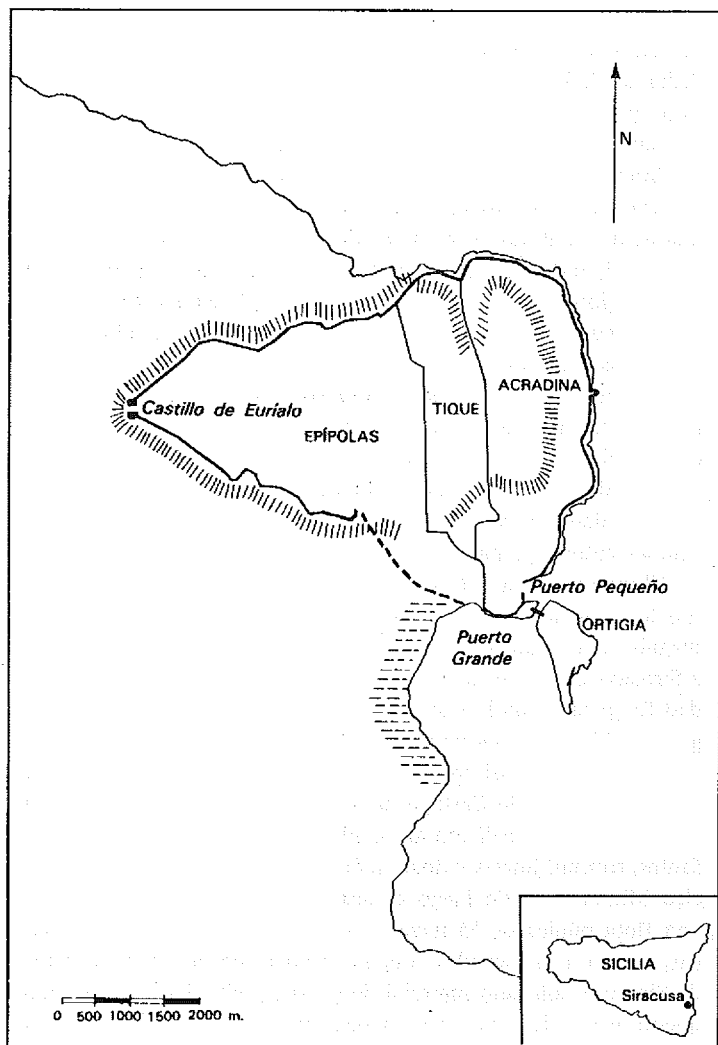 N
ACRADINA
Castillo de Euríalo
TIQUE
EPÍPOLAS
Puerto Pequeño
ORTIGIA
Puerto
Grande
SICILIA
Siracusa
0 500 1000 1500 2000 m.